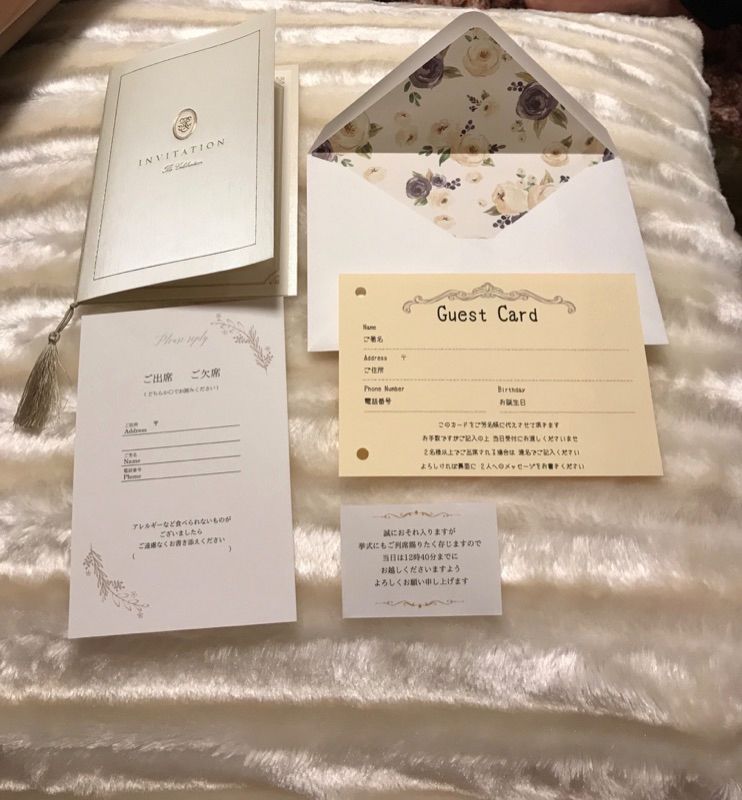 INVITATION
The Celebration
Please reply
ご出席 ご欠席
(どちらか○でお囲みください)
ご住所 〒
Address
ご芳名
Name
電話番号
Phone
アレルギーなど食べられないものが
ございましたら
ご遠慮なくお書き添えください
( )
Guest Card
Name
ご署名
Address 〒
ご住所
Phone Number Birthday
電話番号 お誕生日
このカードをご芳名帳に代えさせて頂きます
お手数ですがご記入の上 当日受付にお渡しくださいませ
2名様以上でご出席される場合は 連名でご記入ください
よろしければ裏面に 2人へのメッセージをお書きください
誠におそれ入りますが
挙式にもご列席賜りたく存じますので
当日は12時40分までに
お越しくださいますよう
よろしくお願い申し上げます